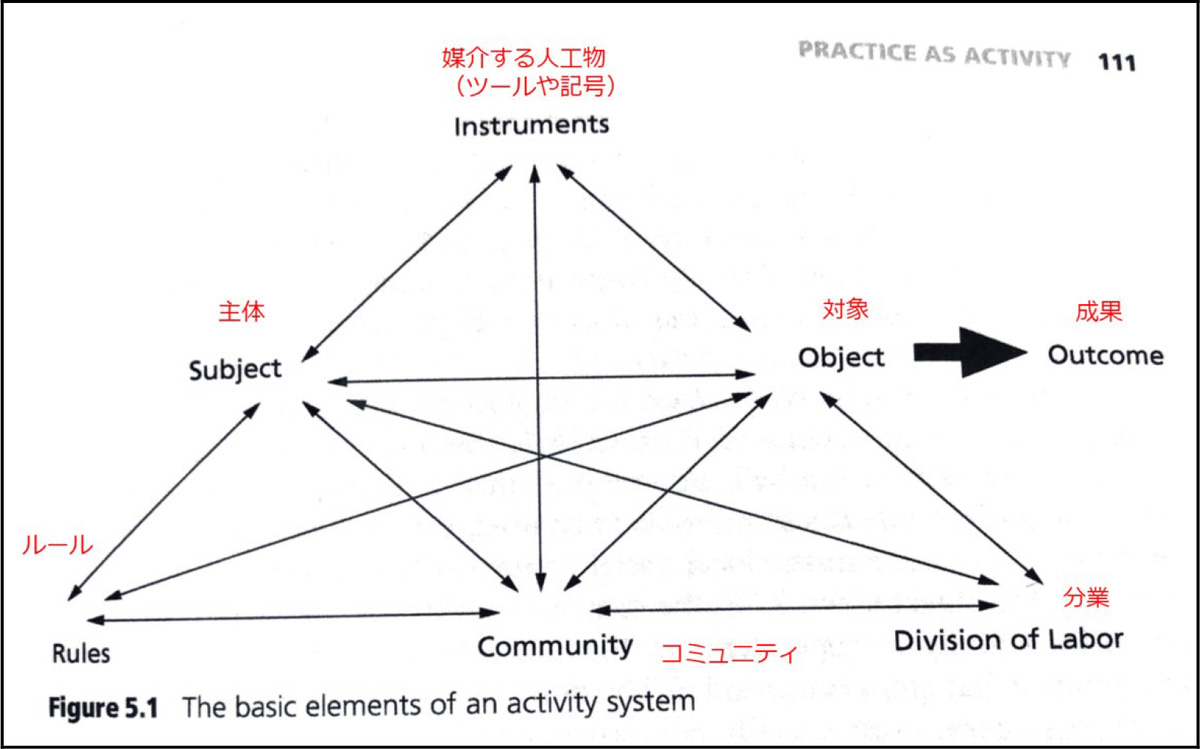 PRACTICE AS ACTIVITY 111
媒介する人工物
（ツールや記号）
Instruments
主体
Subject
対象
Object
成果
Outcome
ルール
Rules
Community
コミュニティ
分業
Division of Labor
Figure 5.1 The basic elements of an activity system